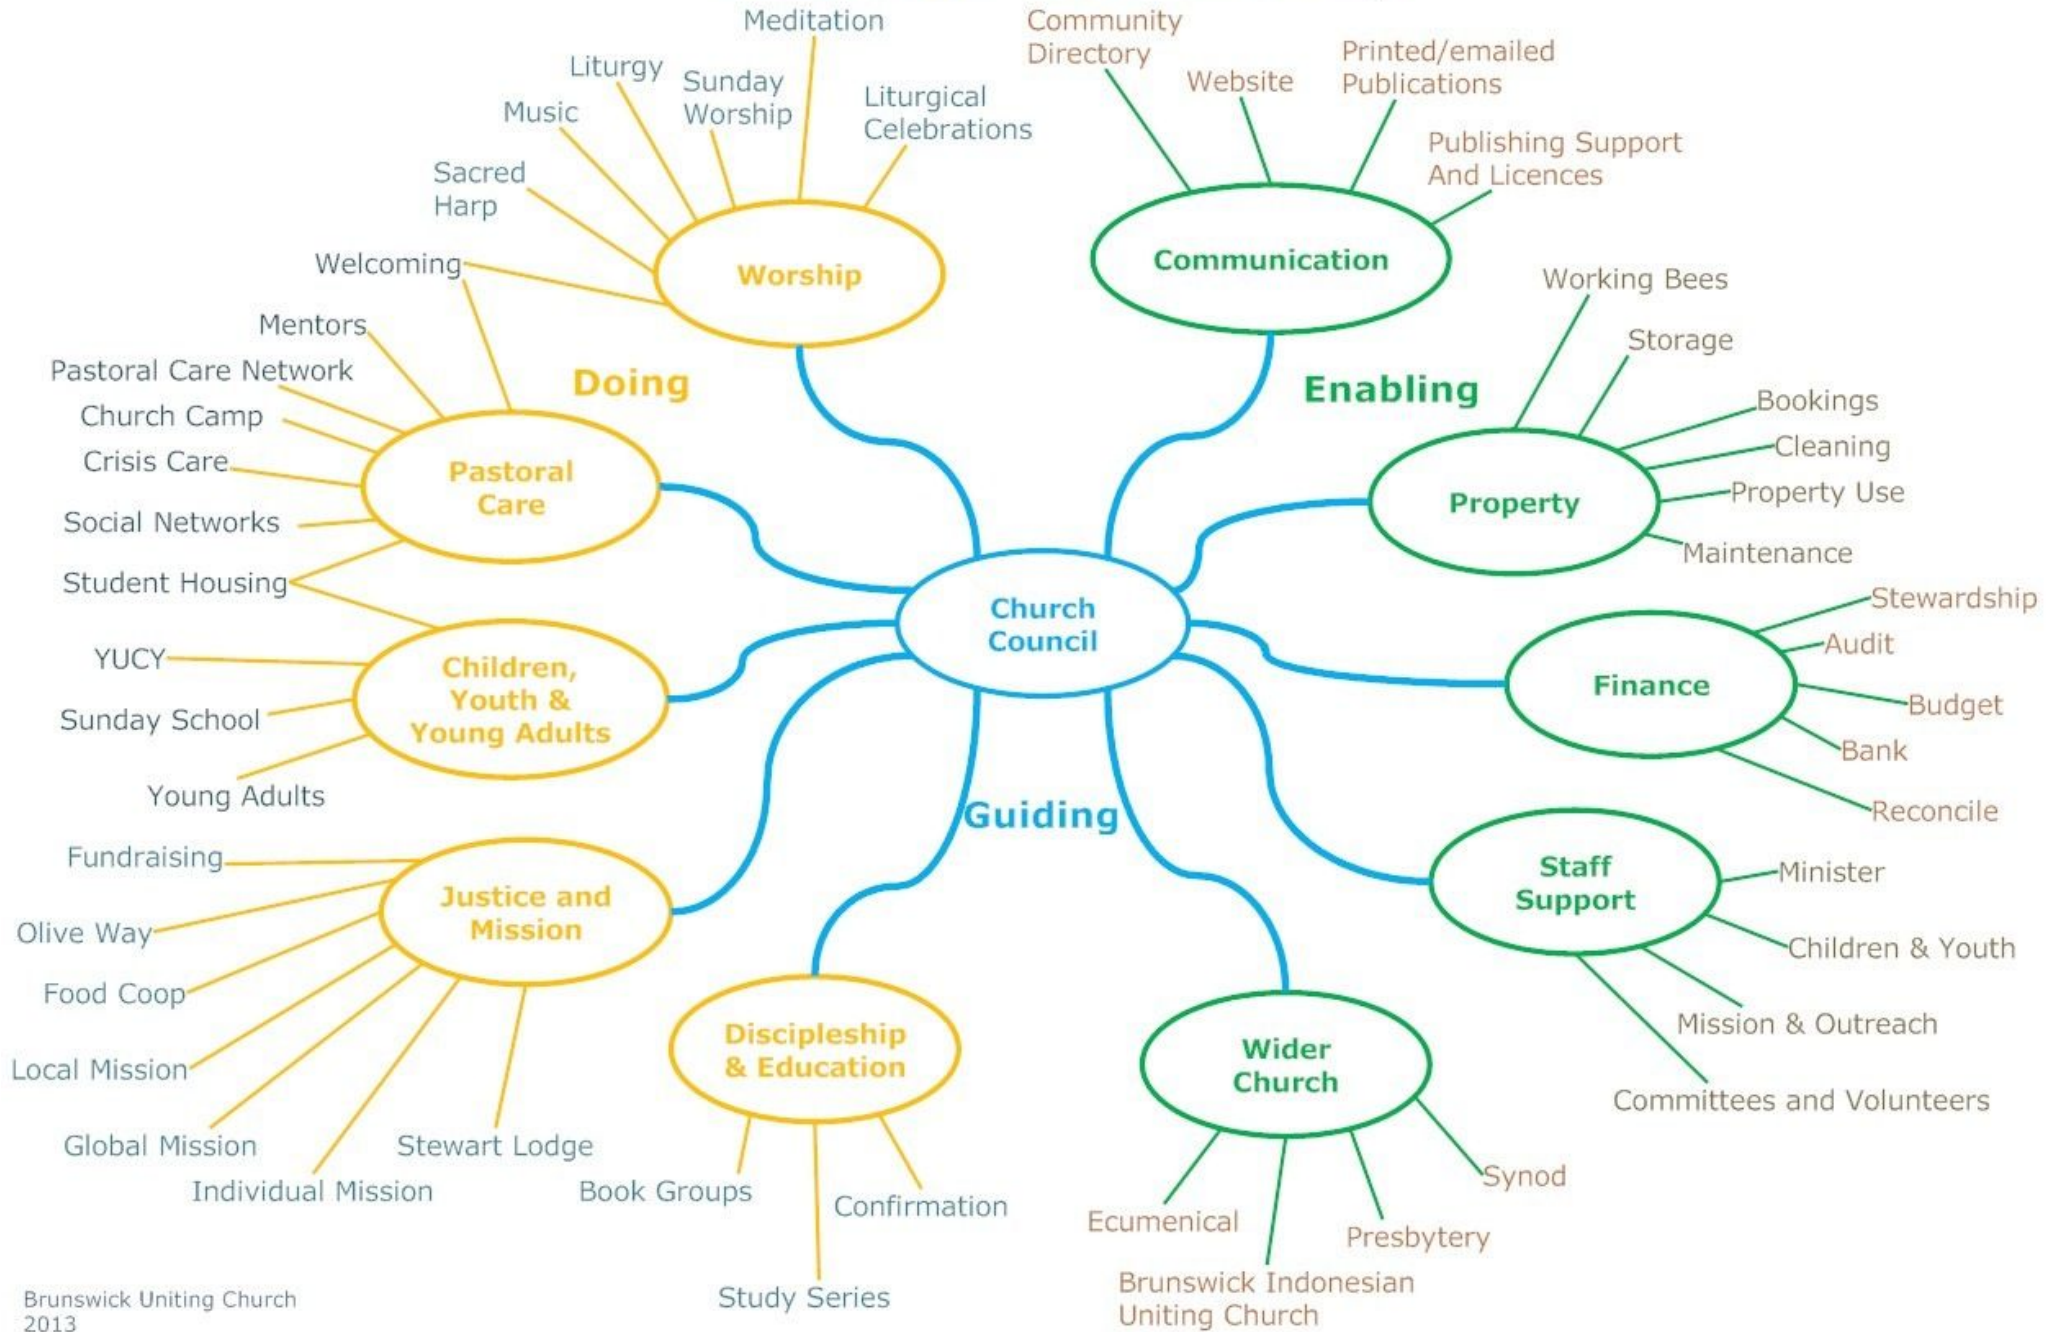 Meditation
Community
Directory
Liturgy
Sunday
Worship
Website
Printed/emailed
Publications
Music
Liturgical
Celebrations
Publishing Support
And Licences
Sacred
Harp
Welcoming
Worship
Communication
Working Bees
Mentors
Storage
Pastoral Care Network
Doing
Enabling
Church Camp
Bookings
Crisis Care
Pastoral
Care
Cleaning
Property
Property Use
Social Networks
Maintenance
Student Housing
Church
Council
Stewardship
YUCY
Children,
Youth &
Young Adults
Audit
Finance
Sunday School
Budget
Bank
Young Adults
Guiding
Reconcile
Fundraising
Justice and
Mission
Staff
Support
Minister
Olive Way
Children & Youth
Food Coop
Discipleship
& Education
Wider
Church
Mission & Outreach
Local Mission
Committees and Volunteers
Global Mission
Stewart Lodge
Individual Mission
Book Groups
Confirmation
Synod
Ecumenical
Presbytery
Study Series
Brunswick Indonesian
Uniting Church
Brunswick Uniting Church
2013